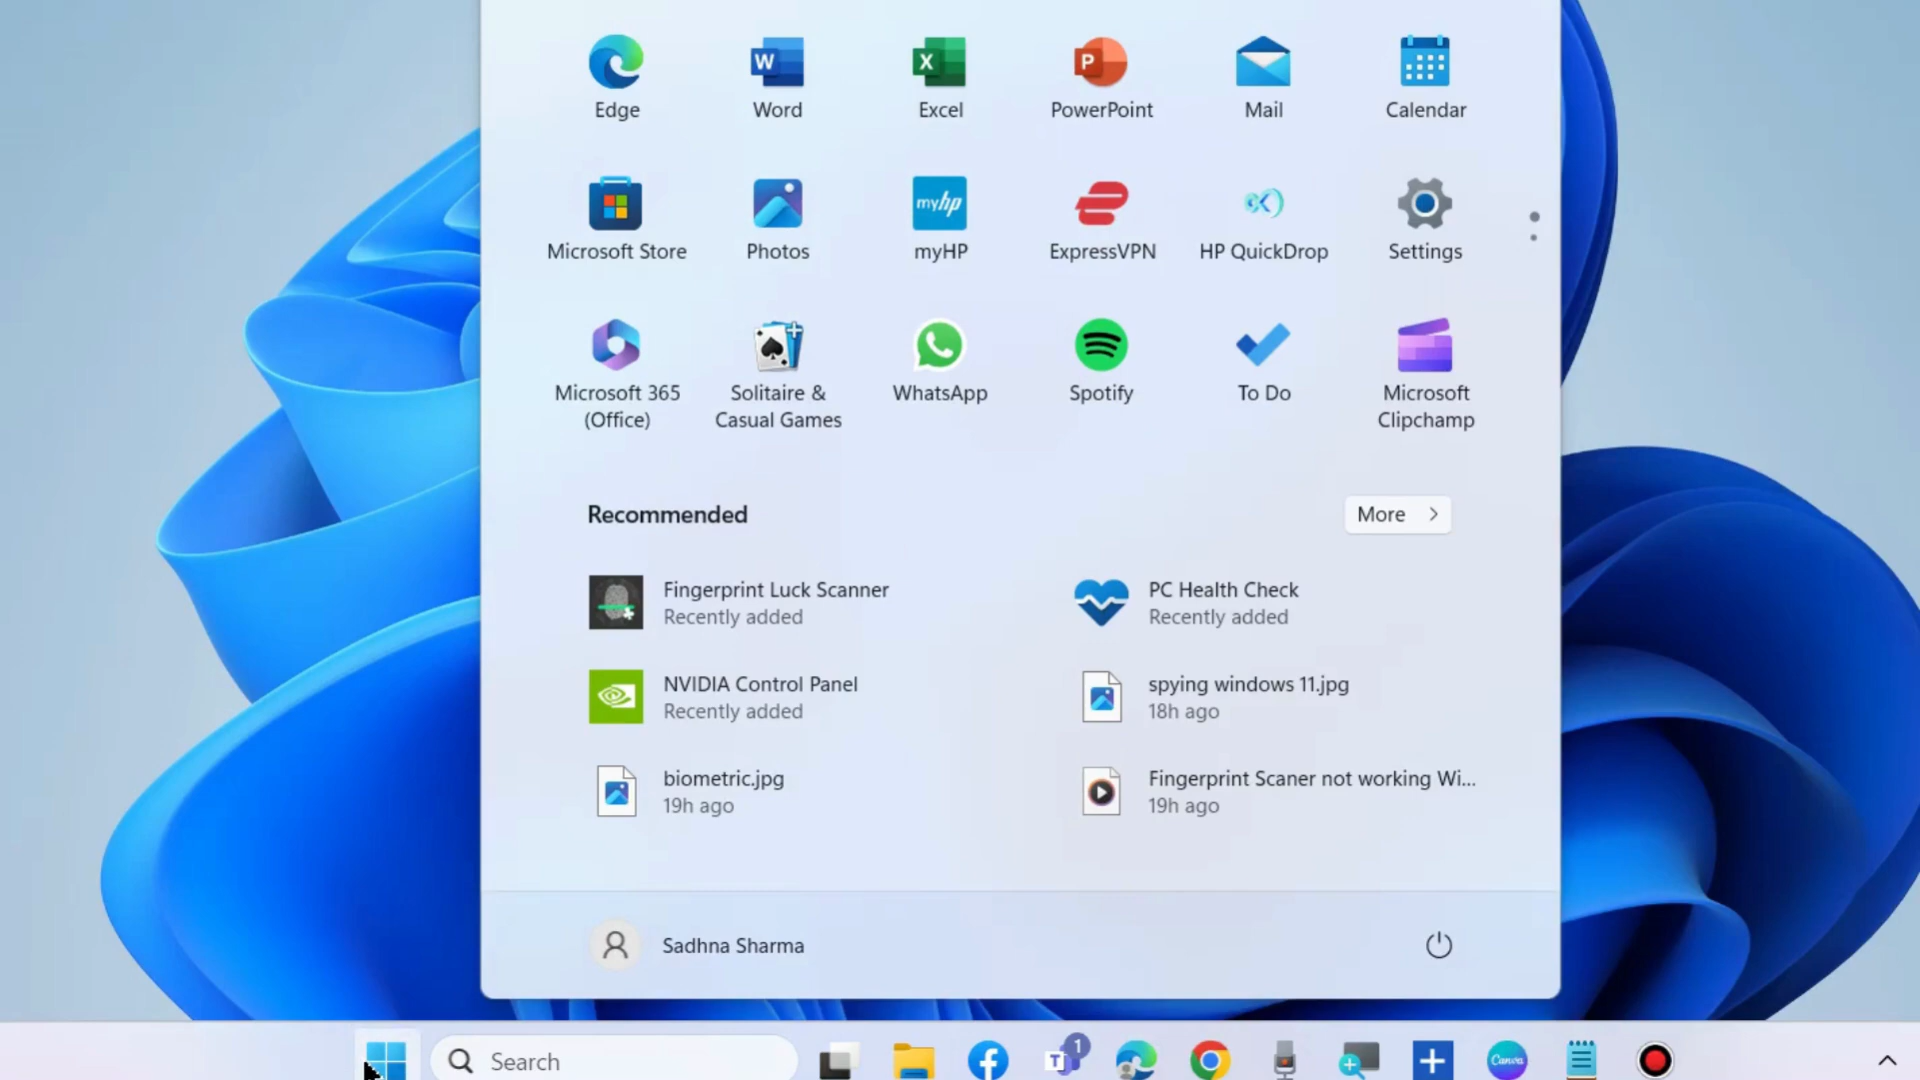 W
X
P
Edge Word Excel PowerPoint Mail Calendar
myhp
Microsoft Store Photos myHP ExpressVPN HP QuickDrop Settings
Microsoft 365 (Office)
Solitaire & Casual Games
WhatsApp
Spotify
To Do
Microsoft Clipchamp
Recommended
More
Fingerprint Luck Scanner
Recently added
PC Health Check
Recently added
NVIDIA Control Panel
Recently added
spying windows 11.jpg
18h ago
biometric.jpg
19h ago
Fingerprint Scaner not working Wi...
19h ago
Sadhna Sharma
Search
T
1
Canva